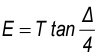 E = T tan Δ/4